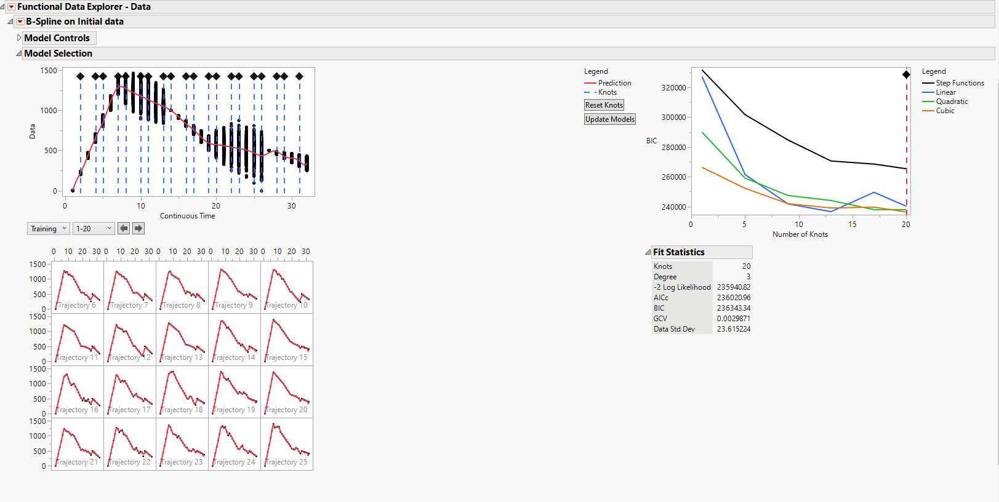 Functional Data Explorer - Data
B-Spline on Initial data
Model Controls
Model Selection
1500
1000
500
0
Data
0 10 20 30
Continuous Time
Legend
Prediction
Knots
Reset Knots
Update Models
320000
300000
280000
260000
240000
BIC
0 5 10 15 20
Number of Knots
Legend
Step Functions
Linear
Quadratic
Cubic
Training 1-20
0 10 20 30 0 10 20 30 0 10 20 30 0 10 20 30 0 10 20 30
1500
1000
500
0
Trajectory 6 Trajectory 7 Trajectory 8 Trajectory 9 Trajectory 10
1500
1000
500
0
Trajectory 11 Trajectory 12 Trajectory 13 Trajectory 14 Trajectory 15
1500
1000
500
0
Trajectory 16 Trajectory 17 Trajectory 18 Trajectory 19 Trajectory 20
1500
1000
500
0
Trajectory 21 Trajectory 22 Trajectory 23 Trajectory 24 Trajectory 25
Fit Statistics
Knots 20
Degree 3
-2 Log Likelihood 235940.82
AICc 236020.96
BIC 236343.34
GCV 0.0029871
Data Std Dev 23.615224